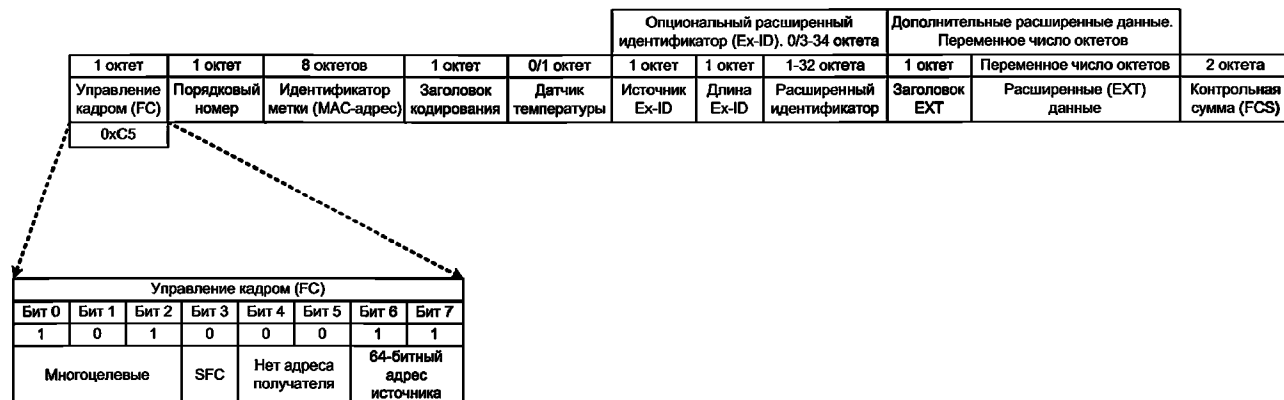 Опциональный расширенный
идентификатор (Ex-ID). 0/3-34 октета
Дополнительные расширенные данные.
Переменное число октетов
1 октет
1 октет
8 октетов
1 октет
0/1 октет
1 октет
1 октет
1-32 октета
1 октет
Переменное число октетов
2 октета
Управление
кадром (FC)
Порядковый
номер
Идентификатор
метки (MAC-адрес)
Заголовок
кодирования
Датчик
температуры
Источник
Ex-ID
Длина
Ex-ID
Расширенный
идентификатор
Заголовок
EXT
Расширенные (EXT)
данные
Контрольная
сумма (FCS)
0xC5
Управление кадром (FC)
Бит 0
Бит 1
Бит 2
Бит 3
Бит 4
Бит 5
Бит 6
Бит 7
1
0
1
0
0
0
1
1
Многоцелевые
SFC
Нет адреса
получателя
64-битный
адрес
источника